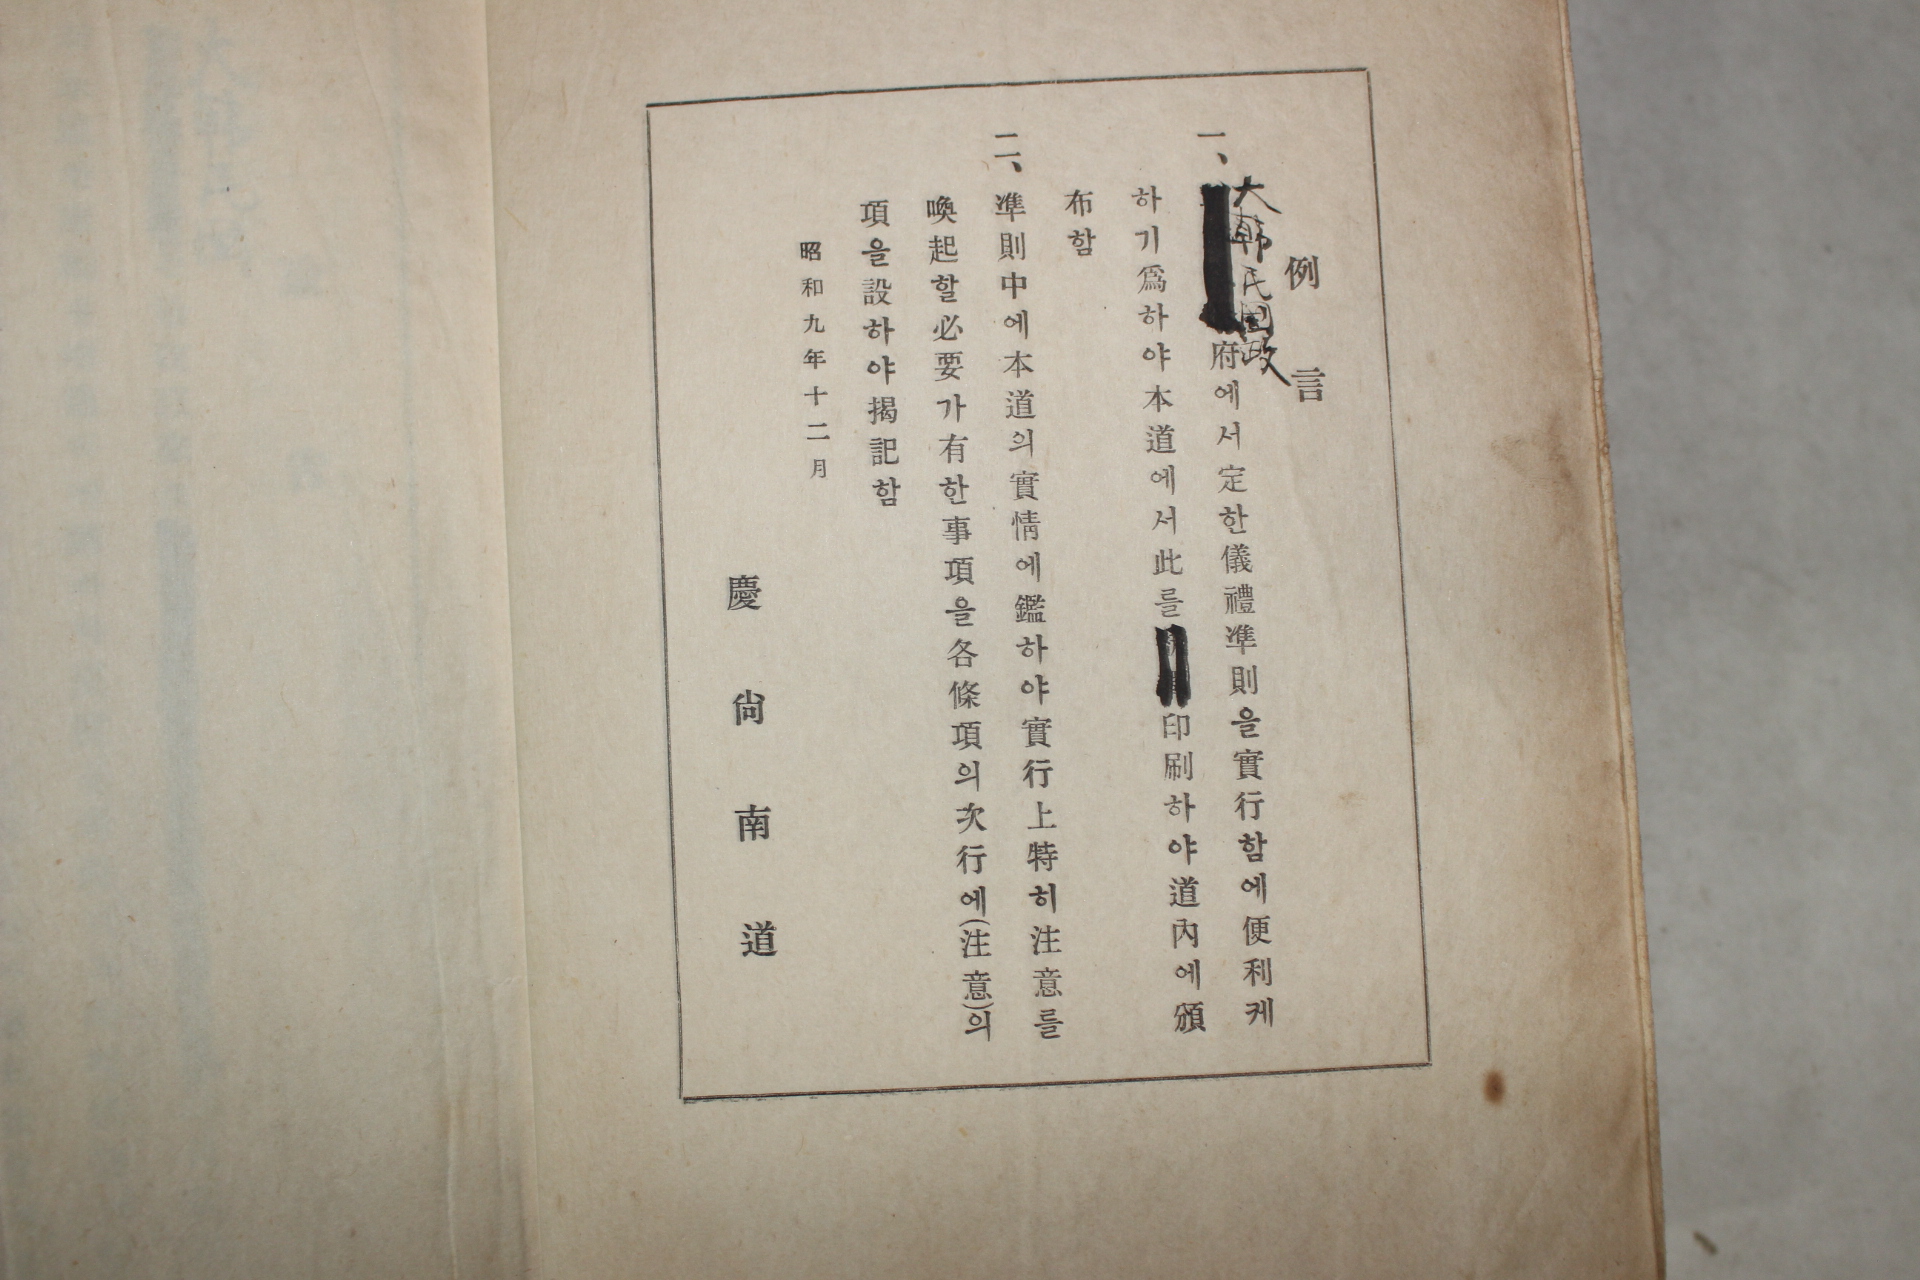 例言
一、大韓民国政府에서定한儀禮準則을實行함에便利케
하기爲하야本道에서此를印刷하야道內에頒
布함
二、準則中에本道의實情에鑑하야實行上特히注意를
喚起할必要가有한事項을各條項의次行에(注意)의
項을設하야揭記함
昭和九年十二月
慶尙南道